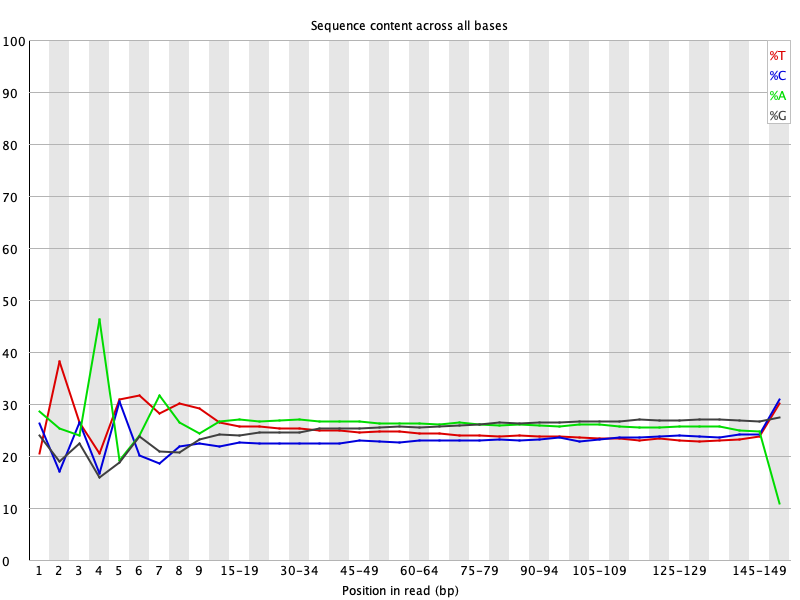 Sequence content across all bases
100
90
80
70
60
50
40
30
20
10
0
%T
%C
%A
%G
1 2 3 4 5 6 7 8 9 15-19 30-34 45-49 60-64 75-79 90-94 105-109 125-129 145-149
Position in read (bp)